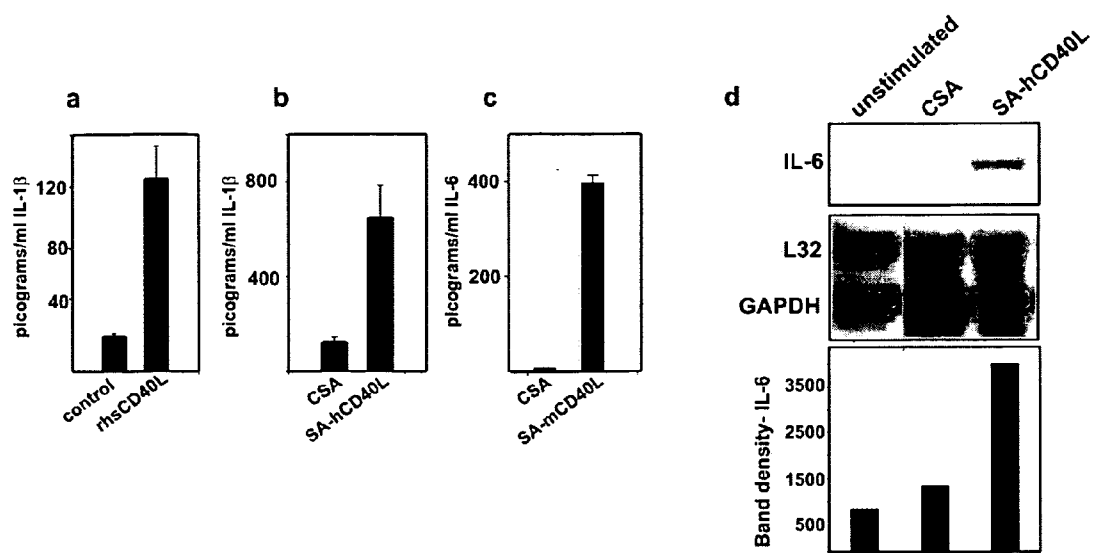 a
picograms/ml IL-1β
120
80
40
control
rhsCD40L
b
picograms/ml IL-1β
800
400
CSA
SA-hCD40L
c
picograms/ml IL-6
400
200
CSA
SA-mCD40L
d
unstimulated
CSA
SA-hCD40L
IL-6
L32
GAPDH
Band density- IL-6
3500
2500
1500
500